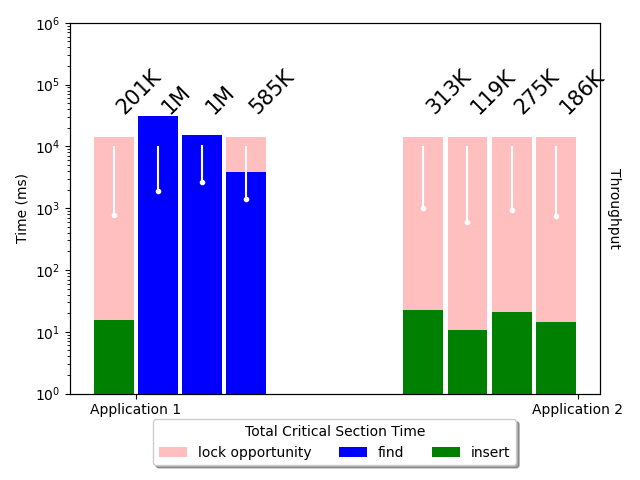 10^6
10^5
10^4
10^3
10^2
10^1
10^0
Time (ms)
201K
1M
1M
585K
313K
119K
275K
186K
Throughput
Application 1
Application 2
Total Critical Section Time
lock opportunity
find
insert